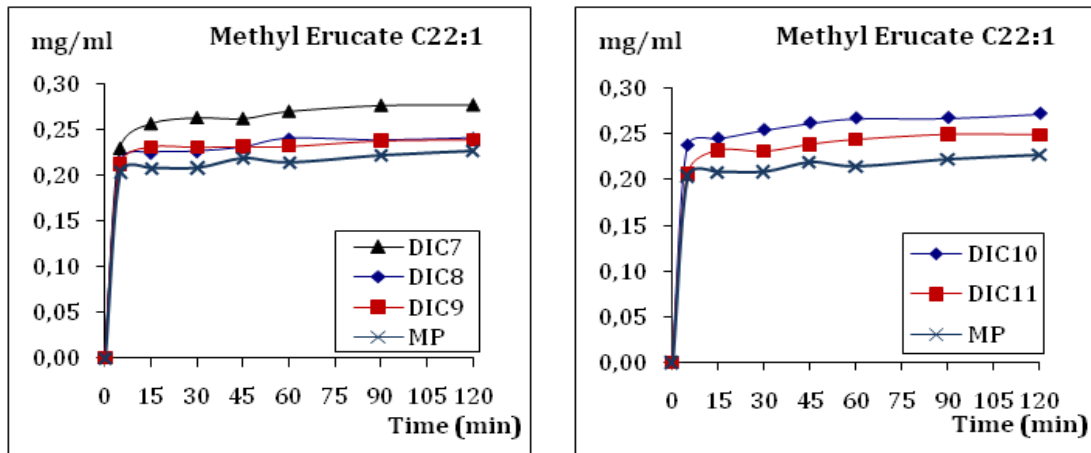 mg/ml
Methyl Erucate C22:1
0,30
0,25
0,20
0,15
0,10
0,05
0,00
DIC7
DIC8
DIC9
MP
0 15 30 45 60 75 90 105 120
Time (min)
mg/ml
Methyl Erucate C22:1
0,30
0,25
0,20
0,15
0,10
0,05
0,00
DIC10
DIC11
MP
0 15 30 45 60 75 90 105 120
Time (min)